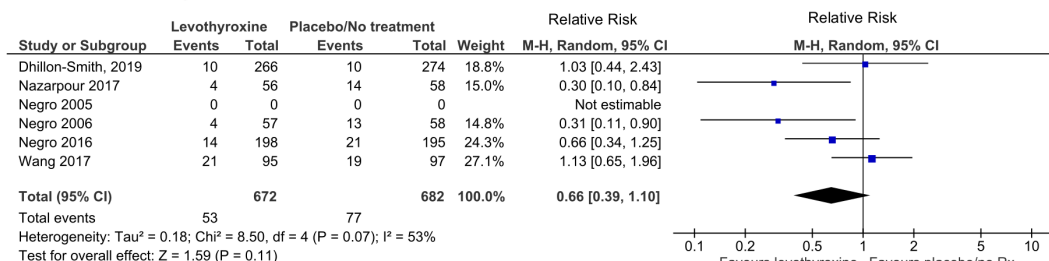 Levothyroxine Placebo/No treatment Relative Risk Relative Risk
Study or Subgroup Events Total Events Total Weight M-H, Random, 95% CI M-H, Random, 95% CI
Dhillon-Smith, 2019 10 266 10 274 18.8% 1.03 [0.44, 2.43]
Nazarpour 2017 4 56 14 58 15.0% 0.30 [0.10, 0.84]
Negro 2005 0 0 0 0 Not estimable
Negro 2006 4 57 13 58 14.8% 0.31 [0.11, 0.90]
Negro 2016 14 198 21 195 24.3% 0.66 [0.34, 1.25]
Wang 2017 21 95 19 97 27.1% 1.13 [0.65, 1.96]
Total (95% CI) 672 682 100.0% 0.66 [0.39, 1.10]
Total events 53 77
Heterogeneity: Tau² = 0.18; Chi² = 8.50, df = 4 (P = 0.07); I² = 53%
0.1 0.2 0.5 1 2 5 10
Test for overall effect: Z = 1.59 (P = 0.11)
Favours levothyroxine Favours placebo/no Rx